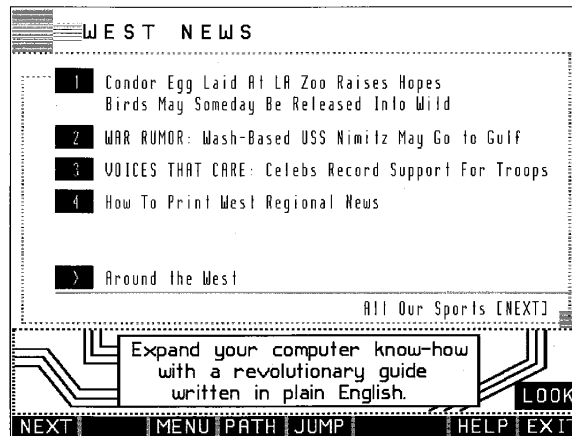 WEST NEWS
1 Condor Egg Laid At LA Zoo Raises Hopes
Birds May Someday Be Released Into Wild
2 WAR RUMOR: Wash-Based USS Nimitz May Go to Gulf
3 VOICES THAT CARE: Celebs Record Support For Troops
4 How To Print West Regional News
> Around the West
All Our Sports [NEXT]
Expand your computer know-how
with a revolutionary guide
written in plain English.
LOOK
NEXT MENU PATH JUMP HELP EXIT